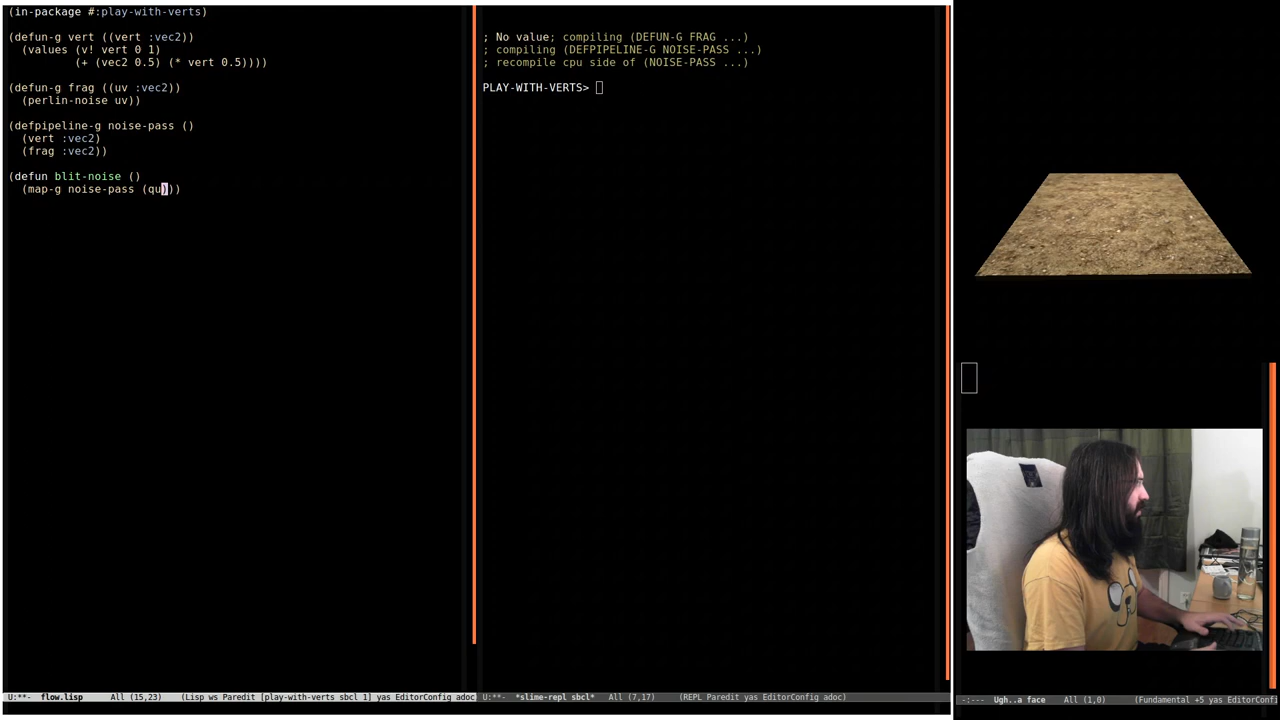 (in-package #:play-with-verts)
(defun-g vert ((vert :vec2))
  (values (v! vert 0 1)
          (+ (vec2 0.5) (* vert 0.5))))
(defun-g frag ((uv :vec2))
  (perlin-noise uv))
(defpipeline-g noise-pass ()
  (vert :vec2)
  (frag :vec2))
(defun blit-noise ()
  (map-g noise-pass (qu)))
U:**-  flow.lisp      All (15,23)    (Lisp ws Paredit [play-with-verts sbcl 1] yas EditorConfig adoc
; No value; compiling (DEFUN-G FRAG ...)
; compiling (DEFPIPELINE-G NOISE-PASS ...)
; recompile cpu side of (NOISE-PASS ...)
PLAY-WITH-VERTS>
U:**-  *slime-repl sbcl*   All (7,17)     (REPL Paredit yas EditorConfig adoc)
-:---  Ugh..a face    All (1,0)      (Fundamental +5 yas EditorConfi